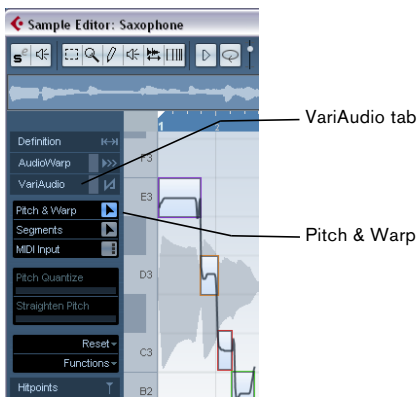 Sample Editor: Saxophone
1 2
Definition
AudioWarp
VariAudio
Pitch & Warp
Segments
MIDI Input
Pitch Quantize
Straighten Pitch
Reset
Functions
Hitpoints
F3
E3
D3
C3
B2
VariAudio tab
Pitch & Warp